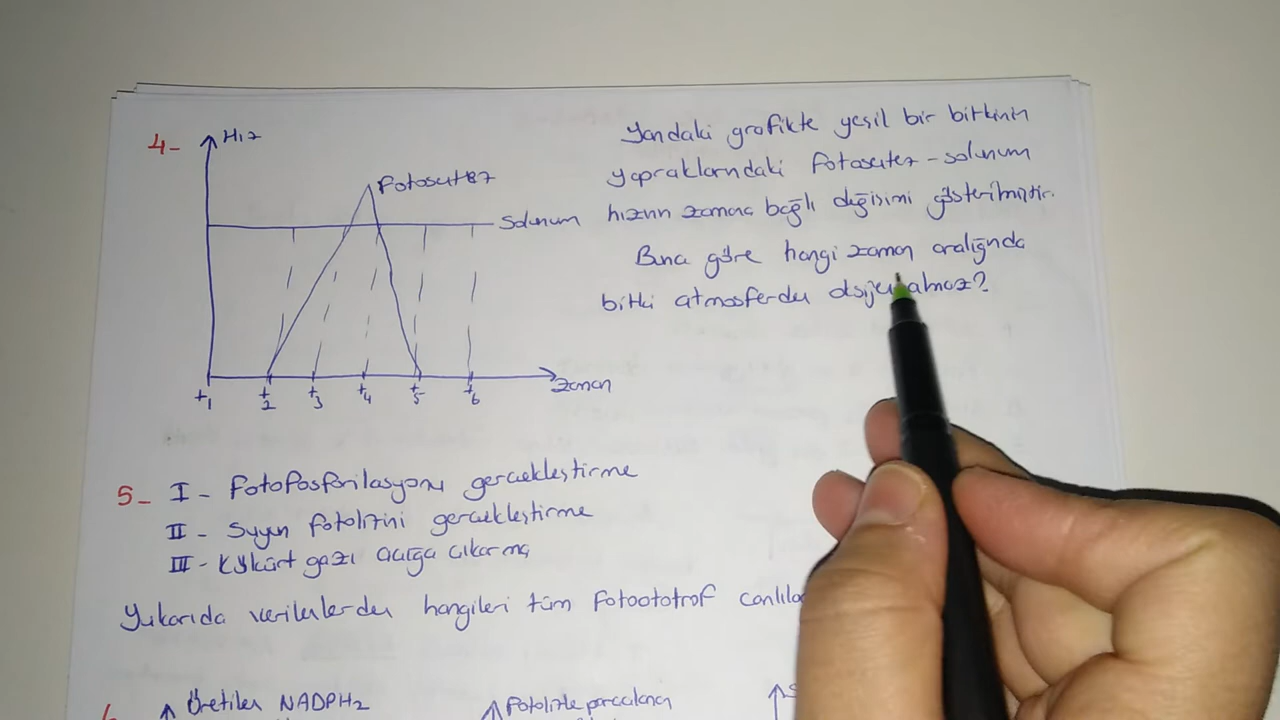 4-
Hız
Fotosentez
Solunum
t1 t2 t3 t4 t5 t6
zaman
Yandaki grafikte yeşil bir bitkinin
yapraklarındaki fotosentez - solunum
hızının zamana bağlı değişimi gösterilmiştir.
Buna göre hangi zaman aralığında
bitki atmosferden oksijen almaz?
5- I - Fotofosforilasyonu gerçekleştirme
II - Suyun fotolizini gerçekleştirme
III - Kükürt gazı açığa çıkarma
Yukarıda verilenlerden hangileri tüm fotoototrof
Üretilen NADPH2
Fotolizle parçalanan